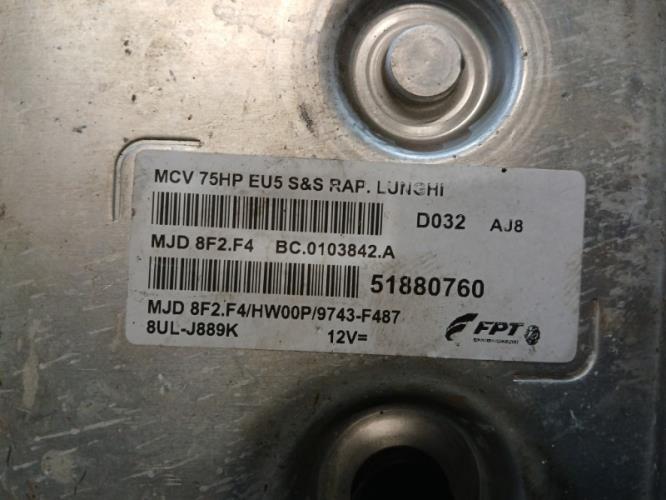 MCV 75HP EU5 S&S RAP. LUNGHI
D032 AJ8
MJD 8F2.F4 BC.0103842.A
51880760
MJD 8F2.F4/HW00P/9743-F487
8UL-J889K 12V=
FPT